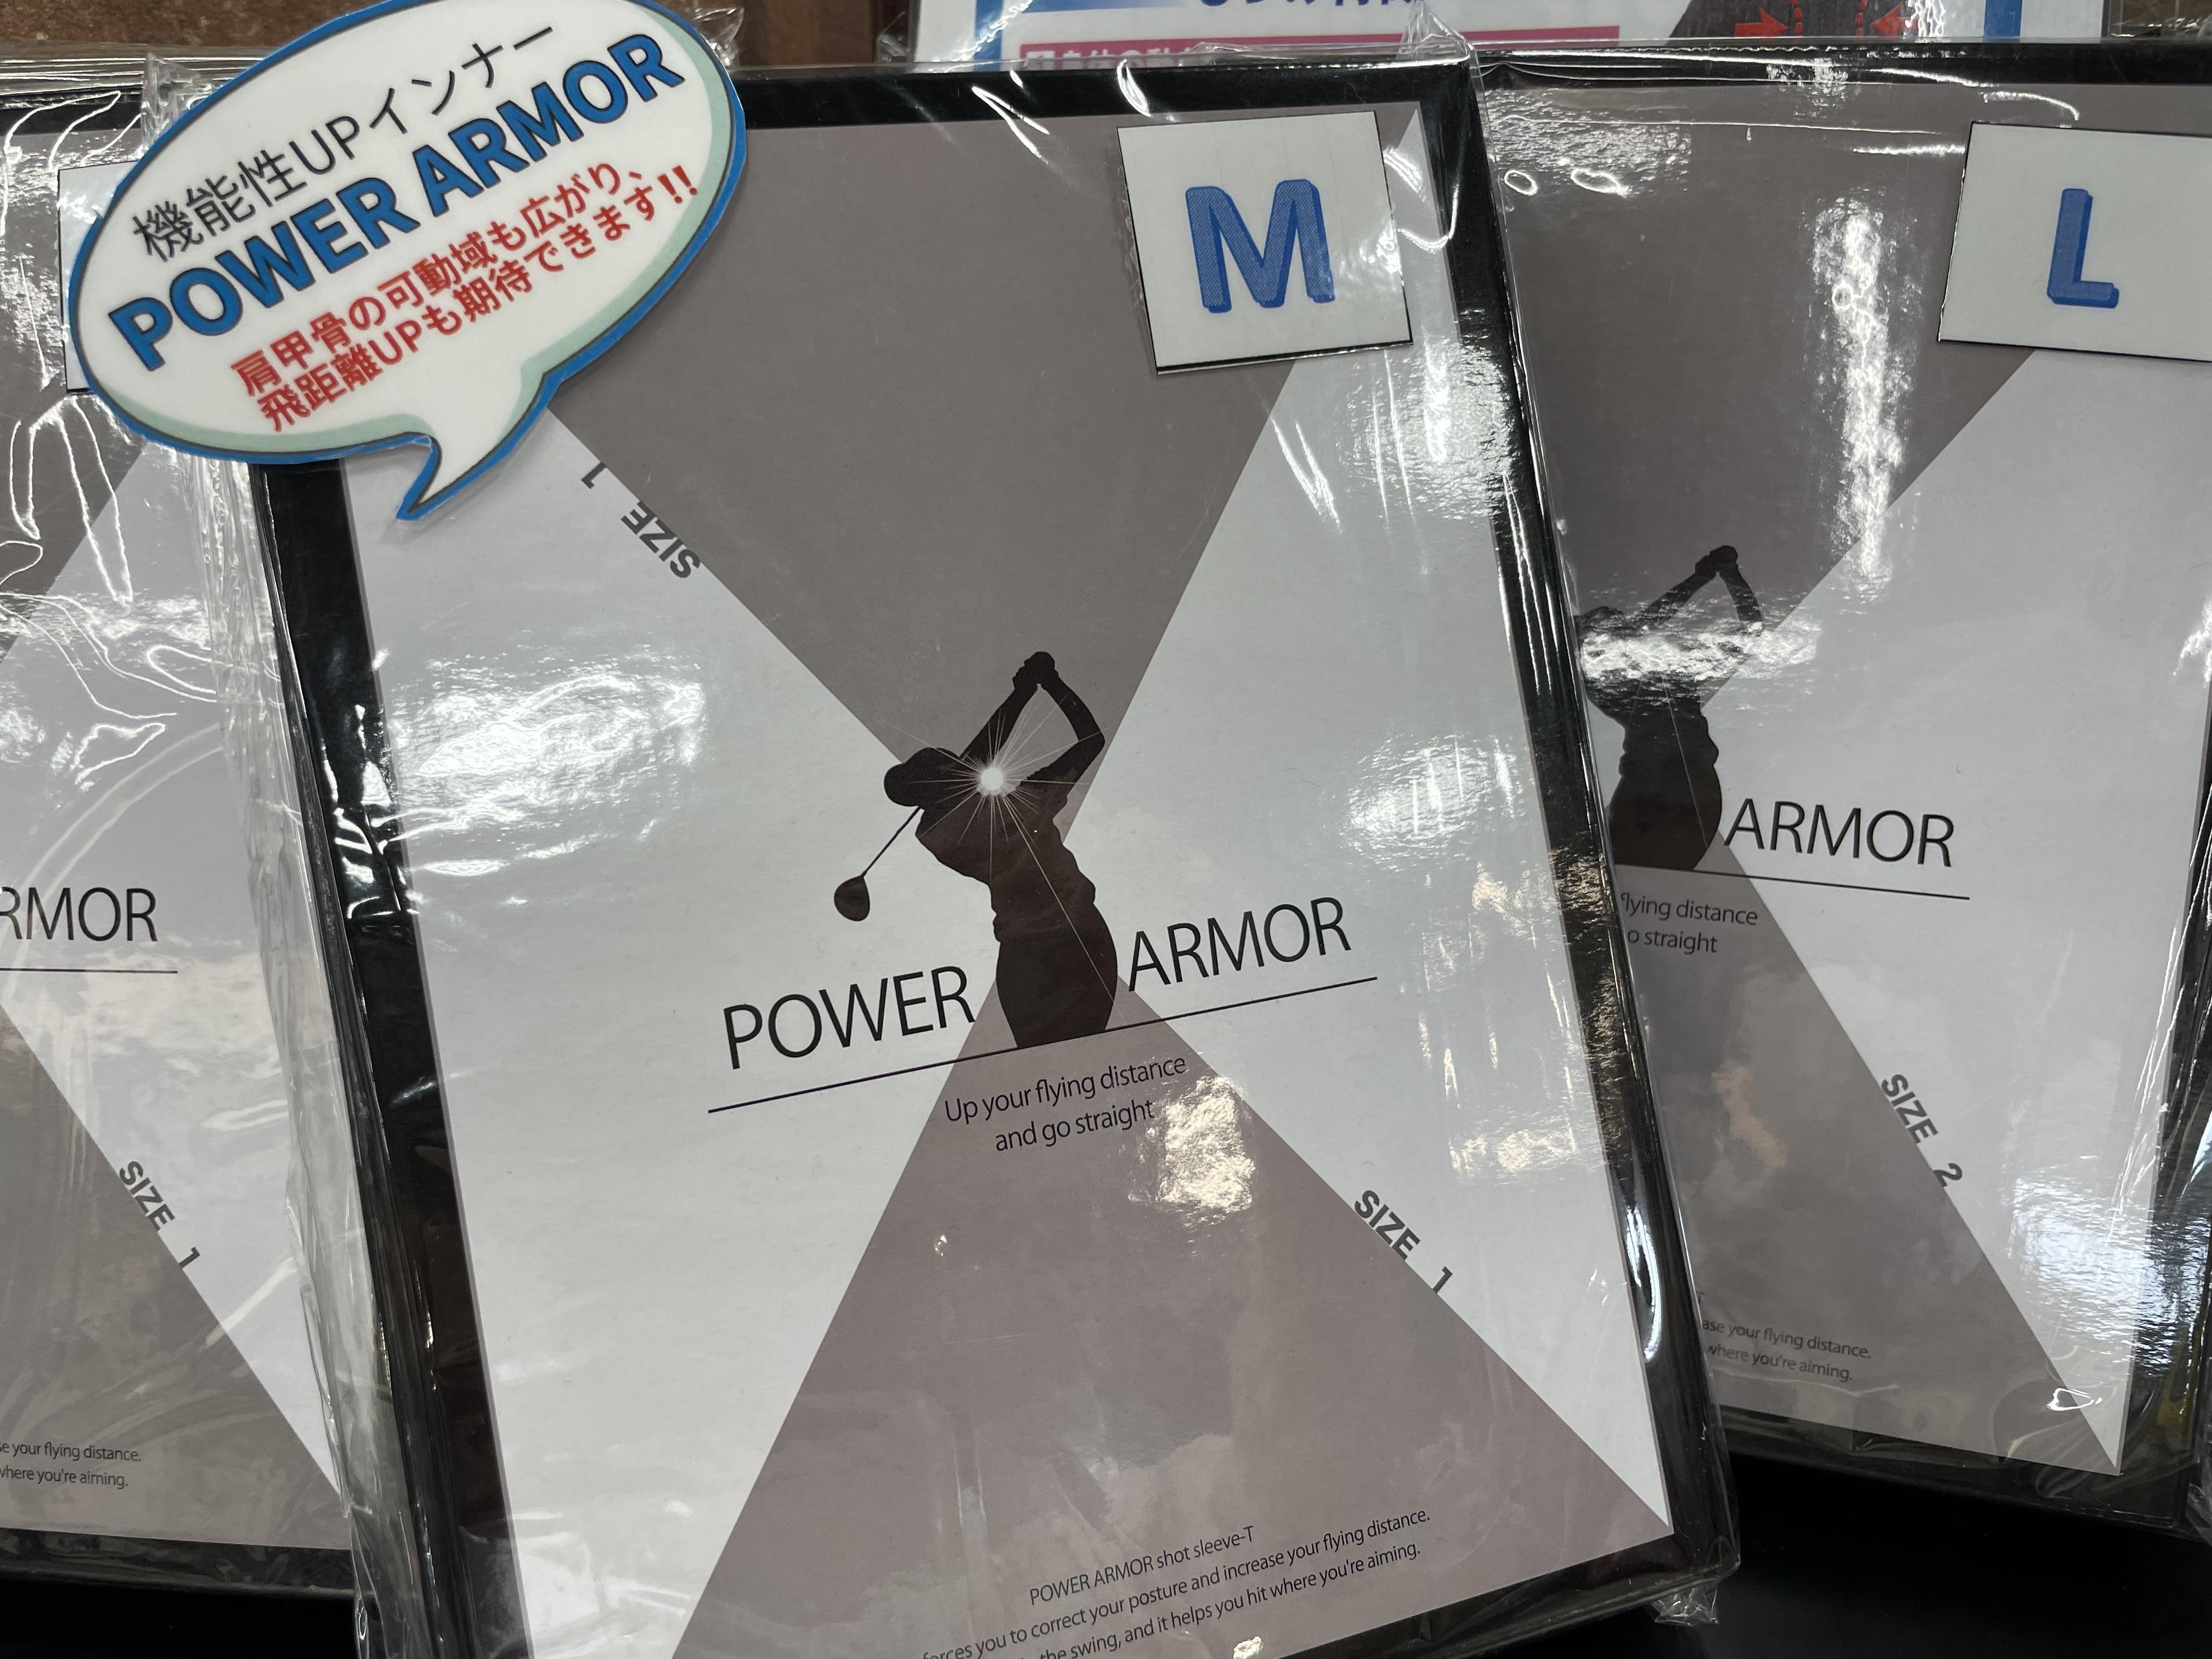 機能性UPインナー
POWER ARMOR
肩甲骨の可動域も広がり、
飛距離UPも期待できます!!
M
L
SIZE 1
POWER ARMOR
Up your flying distance
and go straight
SIZE 1
POWER ARMOR shot sleeve-T
forces you to correct your posture and increase your flying distance.
the swing, and it helps you hit where you're aiming.
ARMOR
flying distance
o straight
SIZE 2
ase your flying distance.
where you're aiming.
RMOR
SIZE 1
se your flying distance.
where you're aiming.